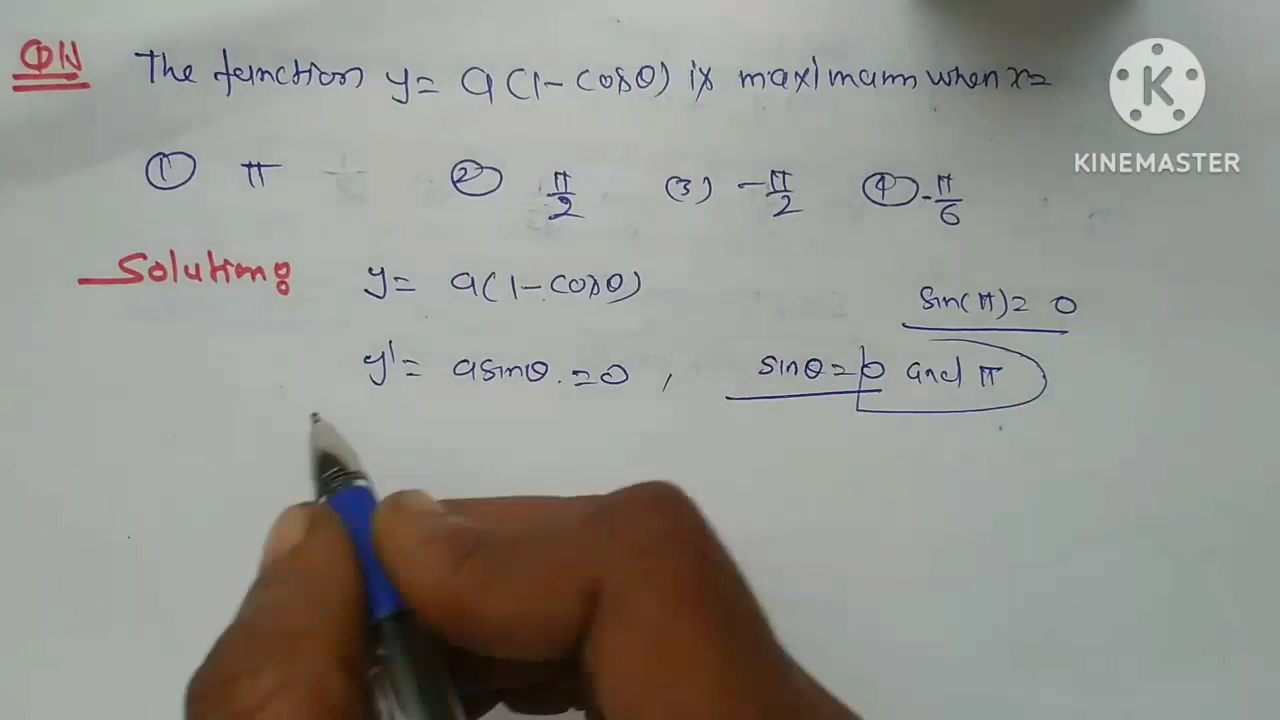 QN The function y = a(1-cosθ) is maximum when x=
① π ② π/2 (3) -π/2 ④ -π/6
Solution: y = a(1-cosθ)
sin(π)= 0
y' = asinθ = 0, sinθ = 0 and π
K
KINEMASTER